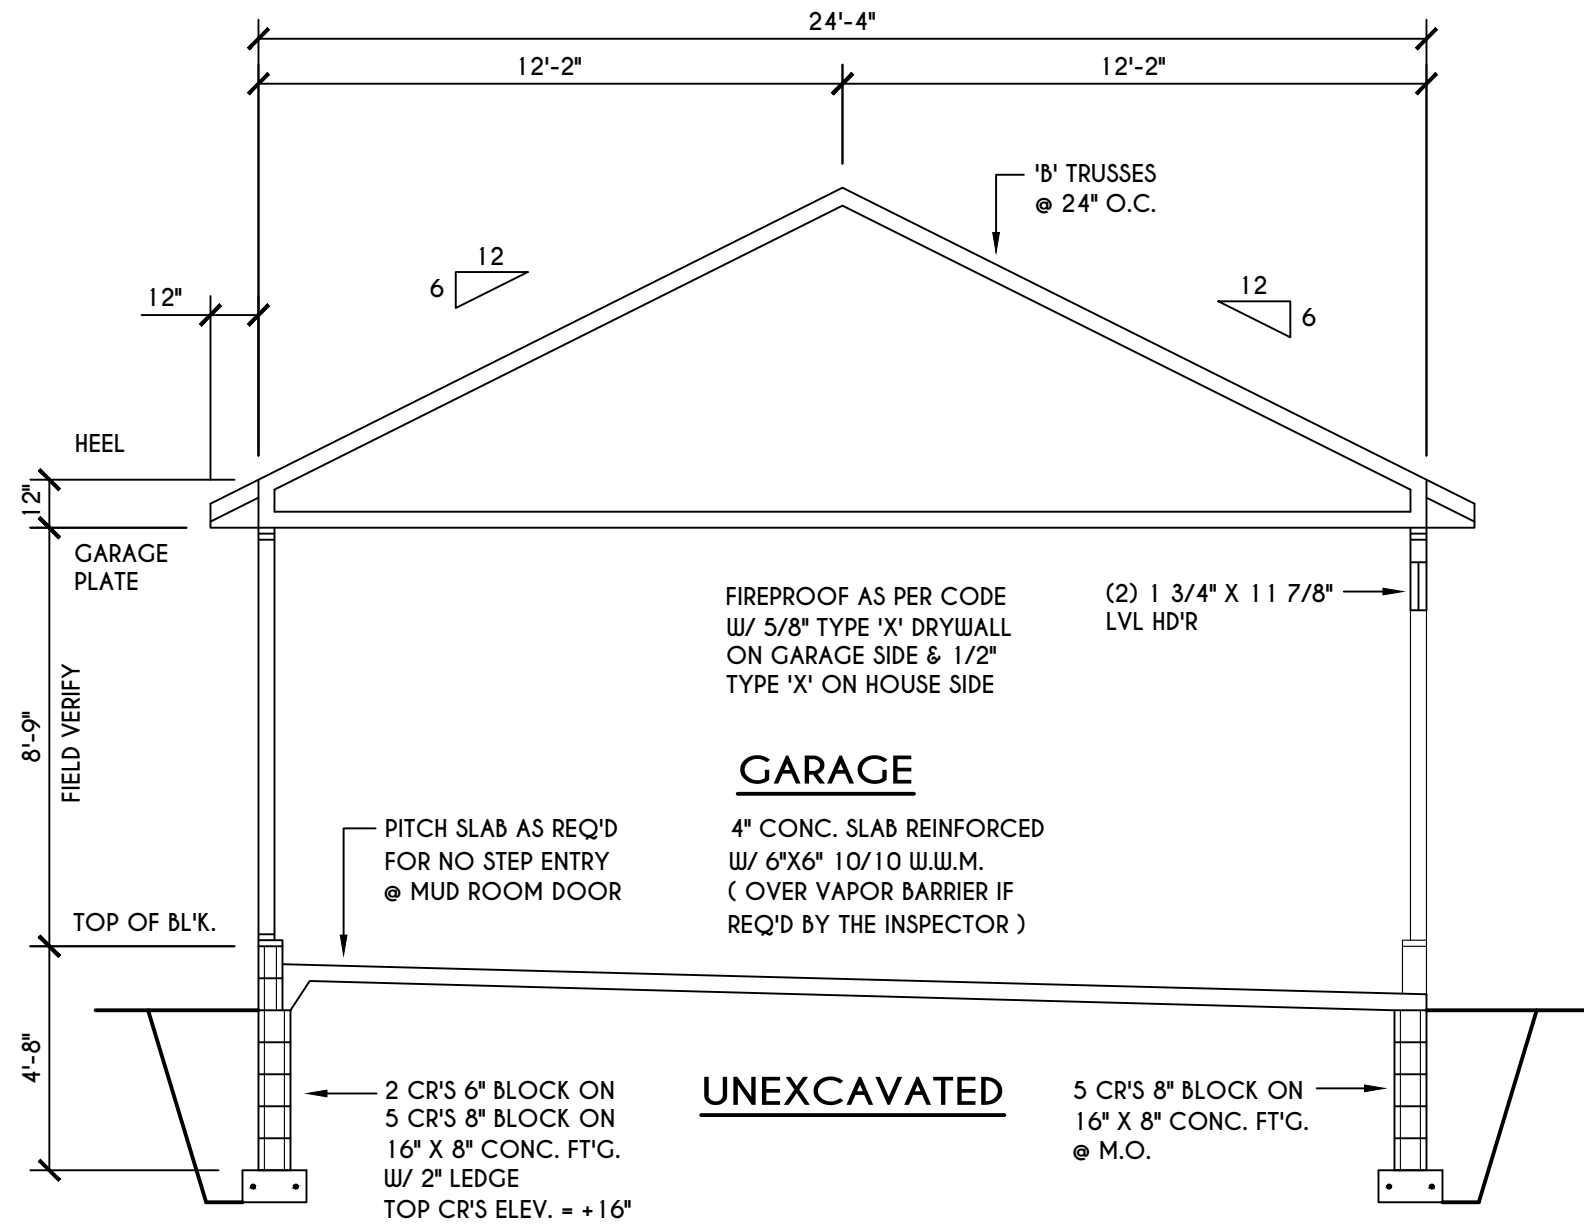 24'-4"
12'-2"
12'-2"
'B' TRUSSES
@ 24" O.C.
12
6
12
6
12"
HEEL
12"
GARAGE
PLATE
FIREPROOF AS PER CODE
W/ 5/8" TYPE 'X' DRYWALL
ON GARAGE SIDE & 1/2"
TYPE 'X' ON HOUSE SIDE
(2) 1 3/4" X 11 7/8"
LVL HD'R
8'-9"
FIELD VERIFY
GARAGE
PITCH SLAB AS REQ'D
FOR NO STEP ENTRY
@ MUD ROOM DOOR
4" CONC. SLAB REINFORCED
W/ 6"X6" 10/10 W.W.M.
( OVER VAPOR BARRIER IF
REQ'D BY THE INSPECTOR )
TOP OF BL'K.
4'-8"
2 CR'S 6" BLOCK ON
5 CR'S 8" BLOCK ON
16" X 8" CONC. FT'G.
W/ 2" LEDGE
TOP CR'S ELEV. = +16"
UNEXCAVATED
5 CR'S 8" BLOCK ON
16" X 8" CONC. FT'G.
@ M.O.